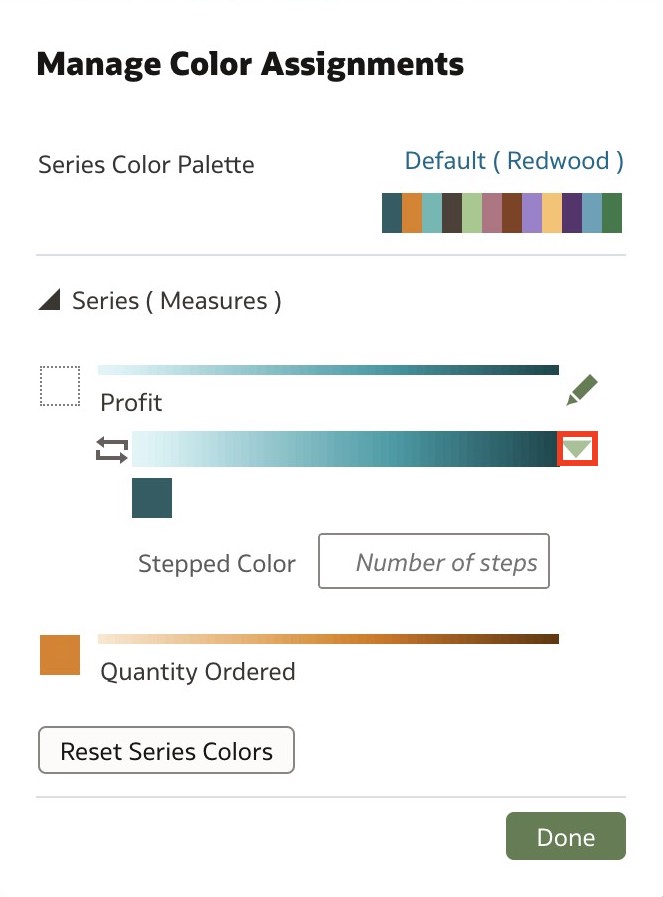 Manage Color Assignments
Series Color Palette
Default ( Redwood )
Series ( Measures )
Profit
Stepped Color
Number of steps
Quantity Ordered
Reset Series Colors
Done